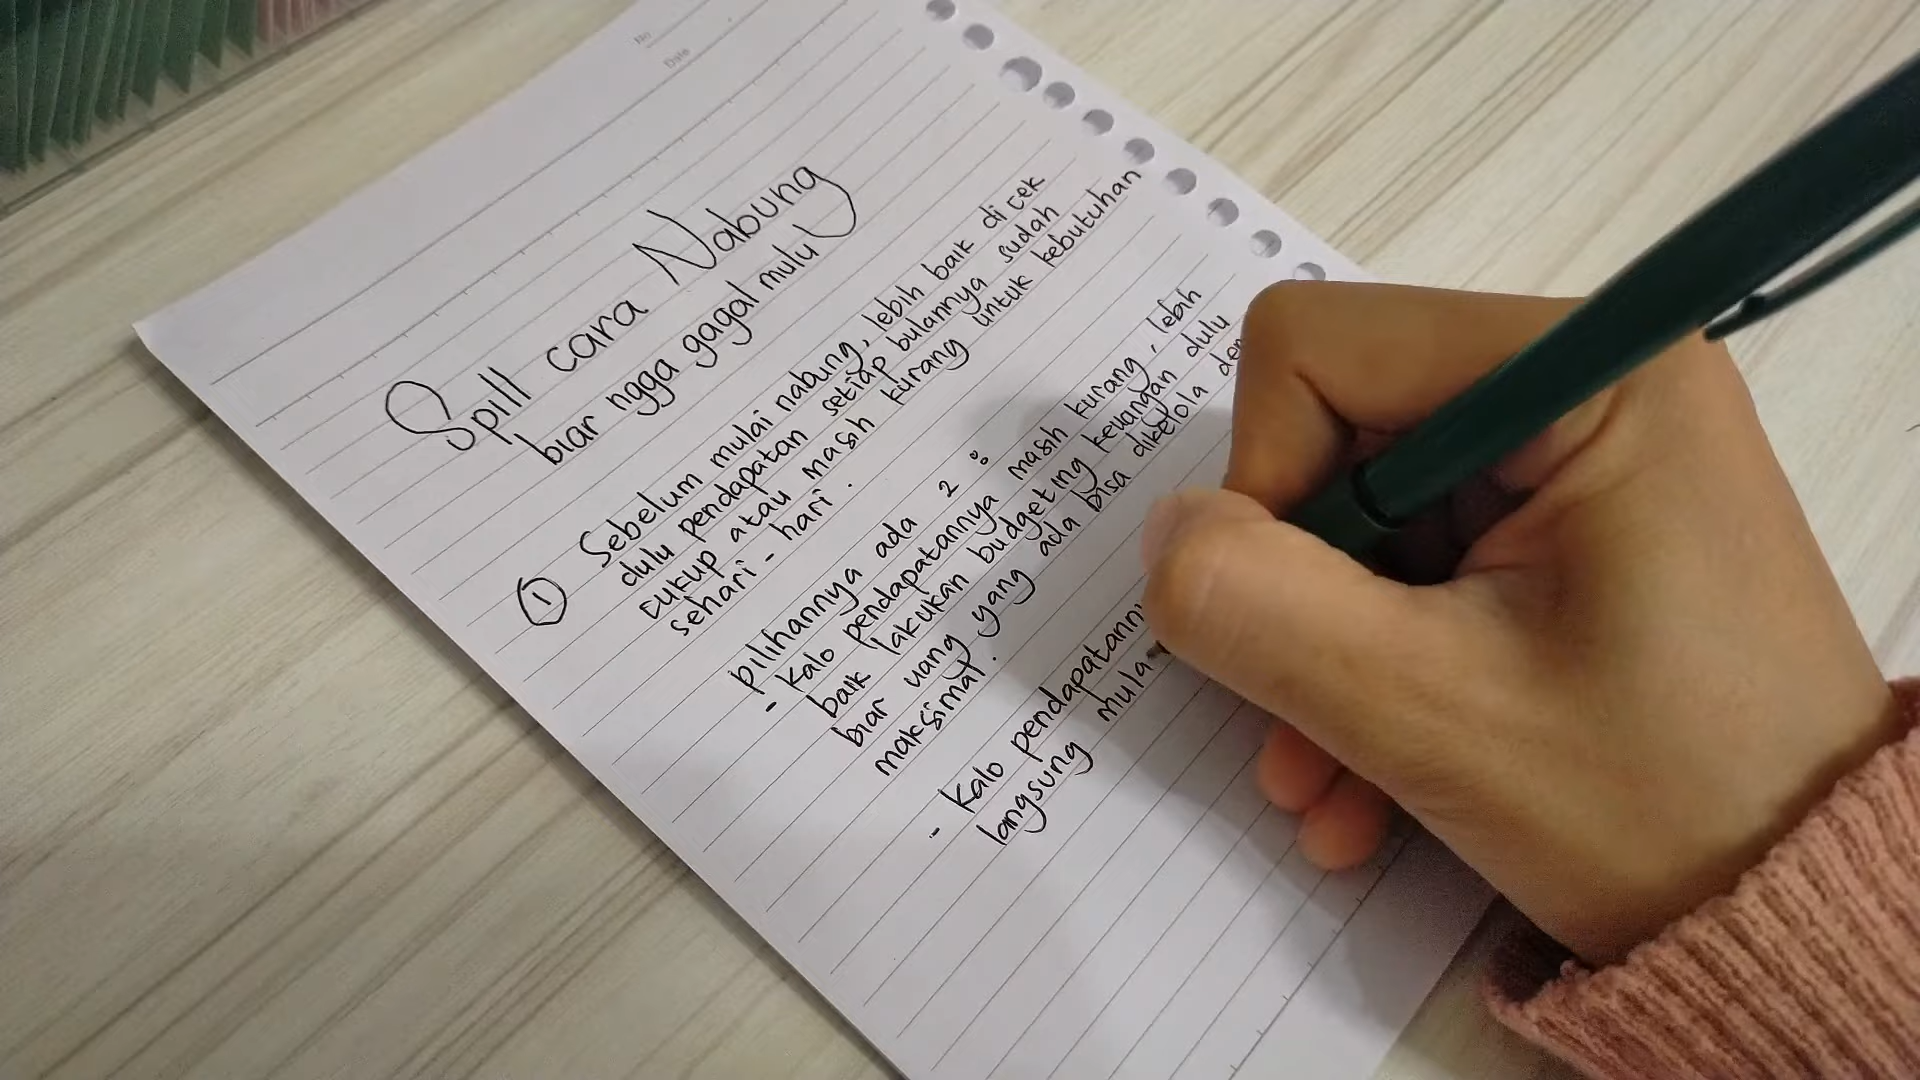 No
Date
Spill cara Nabung
biar ngga gagal mulu
① Sebelum mulai nabung, lebih baik di cek
dulu pendapatan setiap bulannya sudah
cukup atau masih kurang untuk kebutuhan
sehari - hari.
pilihannya ada 2 :
- Kalo pendapatannya masih kurang, lebih
baik lakukan budgeting keuangan dulu
biar uang yang ada bisa dikelola
maksimal.
- Kalo
langsung